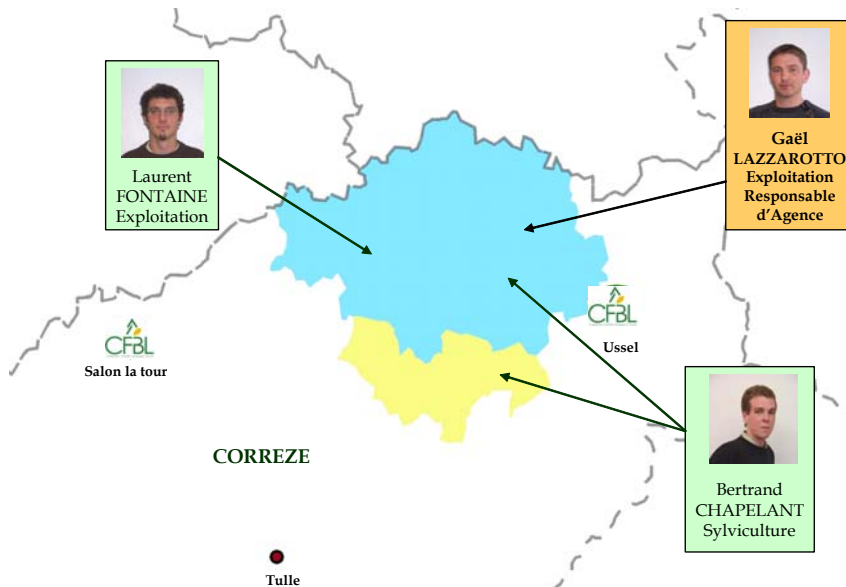 Laurent
FONTAINE
Exploitation
Gaël
LAZZAROTTO
Exploitation
Responsable
d’Agence
CFBL
Salon la tour
CFBL
Ussel
CORREZE
Bertrand
CHAPELANT
Sylviculture
Tulle